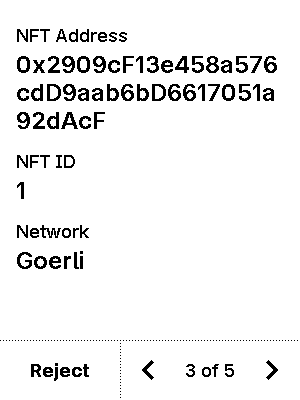 NFT Address
0x2909cF13e458a576
cdD9aab6bD6617051a
92dAcF
NFT ID
1
Network
Goerli
Reject
3 of 5